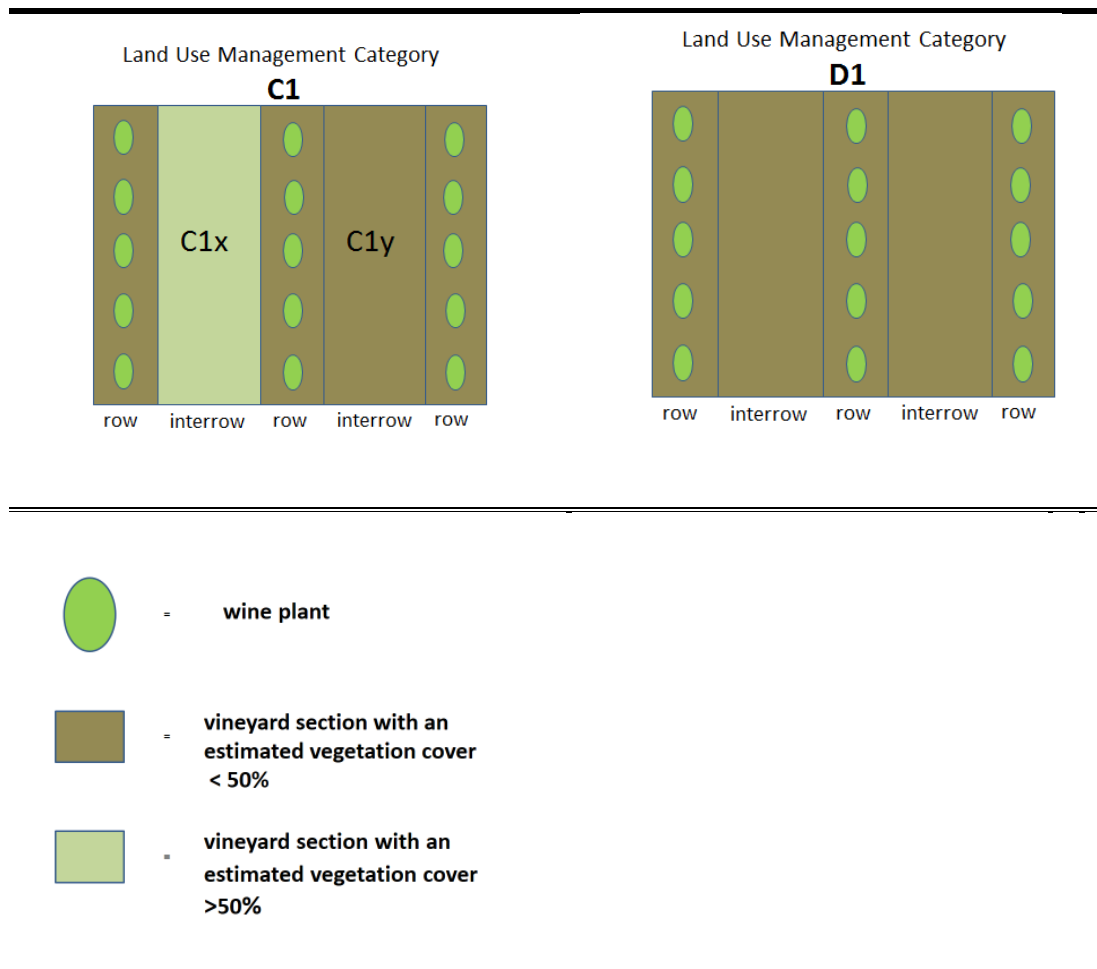 Land Use Management Category
C1
C1x
C1y
row interrow row interrow row
Land Use Management Category
D1
row interrow row interrow row
= wine plant
= vineyard section with an
estimated vegetation cover
< 50%
= vineyard section with an
estimated vegetation cover
>50%